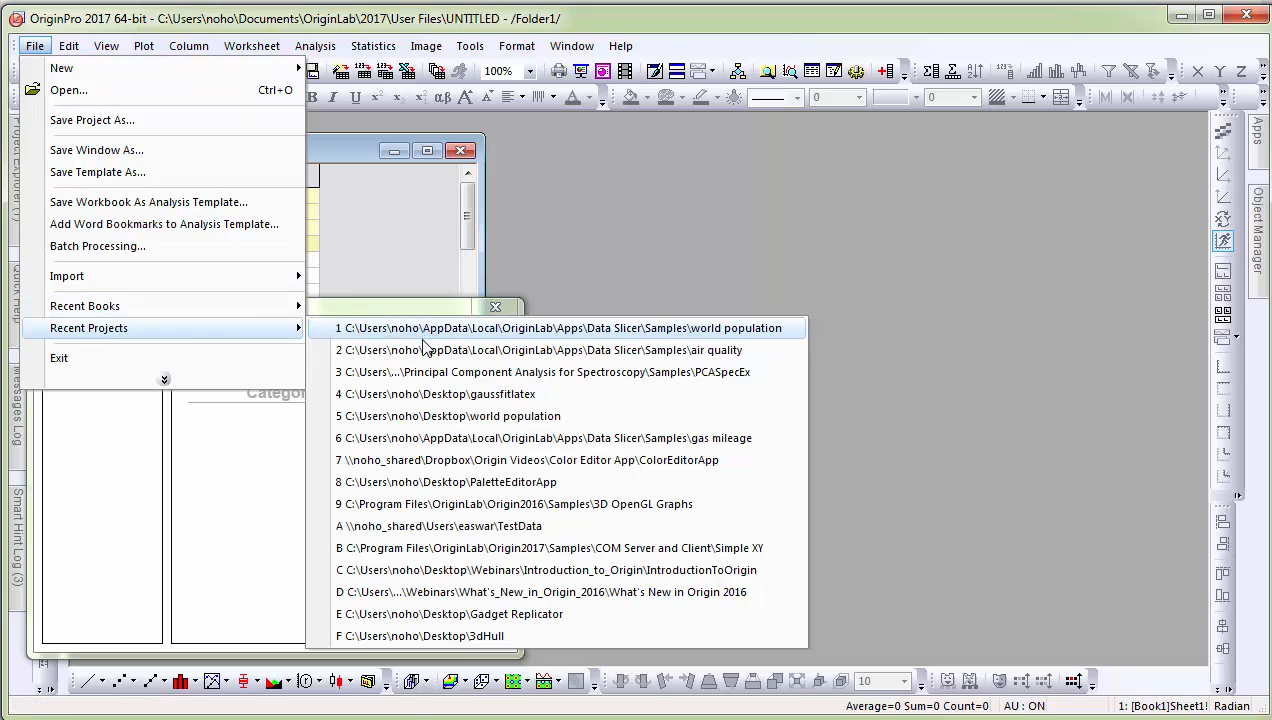 OriginPro 2017 64-bit - C:\Users\noho\Documents\OriginLab\2017\User Files\UNTITLED - /Folder1/
File Edit View Plot Column Worksheet Analysis Statistics Image Tools Format Window Help
100%
B I U x² x₂ x αβ A A A
0 0
New
Open... Ctrl+O
Save Project As...
Save Window As...
Save Template As...
Save Workbook As Analysis Template...
Add Word Bookmarks to Analysis Template...
Batch Processing...
Import
Recent Books
Recent Projects
Exit
1 C:\Users\noho\AppData\Local\OriginLab\Apps\Data Slicer\Samples\world population
2 C:\Users\noho\AppData\Local\OriginLab\Apps\Data Slicer\Samples\air quality
3 C:\Users\...\Principal Component Analysis for Spectroscopy\Samples\PCASpecEx
4 C:\Users\noho\Desktop\gaussfitlatex
5 C:\Users\noho\Desktop\world population
6 C:\Users\noho\AppData\Local\OriginLab\Apps\Data Slicer\Samples\gas mileage
7 \\noho_shared\Dropbox\Origin Videos\Color Editor App\ColorEditorApp
8 C:\Users\noho\Desktop\PaletteEditorApp
9 C:\Program Files\OriginLab\Origin2016\Samples\3D OpenGL Graphs
A \\noho_shared\Users\easwar\TestData
B C:\Program Files\OriginLab\Origin2017\Samples\COM Server and Client\Simple XY
C C:\Users\noho\Desktop\Webinars\Introduction_to_Origin\IntroductionToOrigin
D C:\Users\...\Webinars\What's_New_in_Origin_2016\What's New in Origin 2016
E C:\Users\noho\Desktop\Gadget Replicator
F C:\Users\noho\Desktop\3dHull
Project Explorer (1)
Quick Help
Smart Hint Log (3)
Apps
Object Manager
X Y Z
10
Average=0 Sum=0 Count=0 AU : ON 1: [Book1]Sheet1! Radian